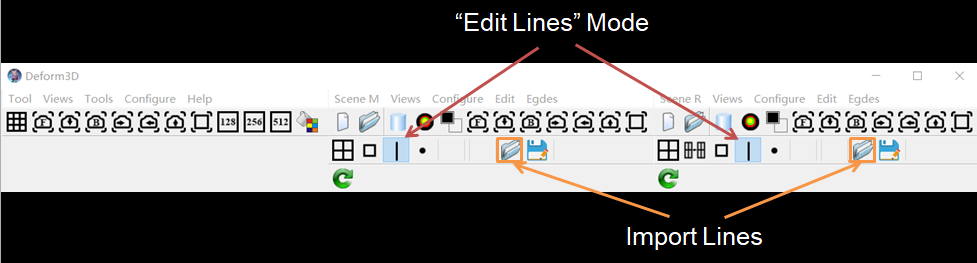 “Edit Lines” Mode
Deform3D
Tool Views Tools Configure Help
Scene M Views Configure Edit Egdes
Scene R Views Configure Edit Egdes
F B 128 256 512
F B
F B
Import Lines